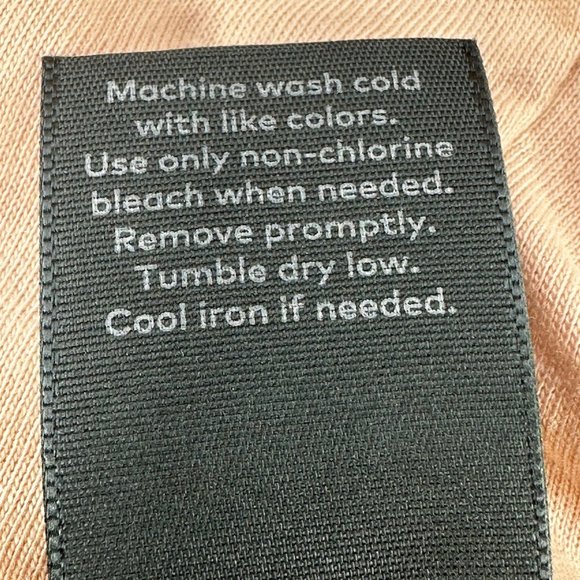 Machine wash cold
with like colors.
Use only non-chlorine
bleach when needed.
Remove promptly.
Tumble dry low.
Cool iron if needed.